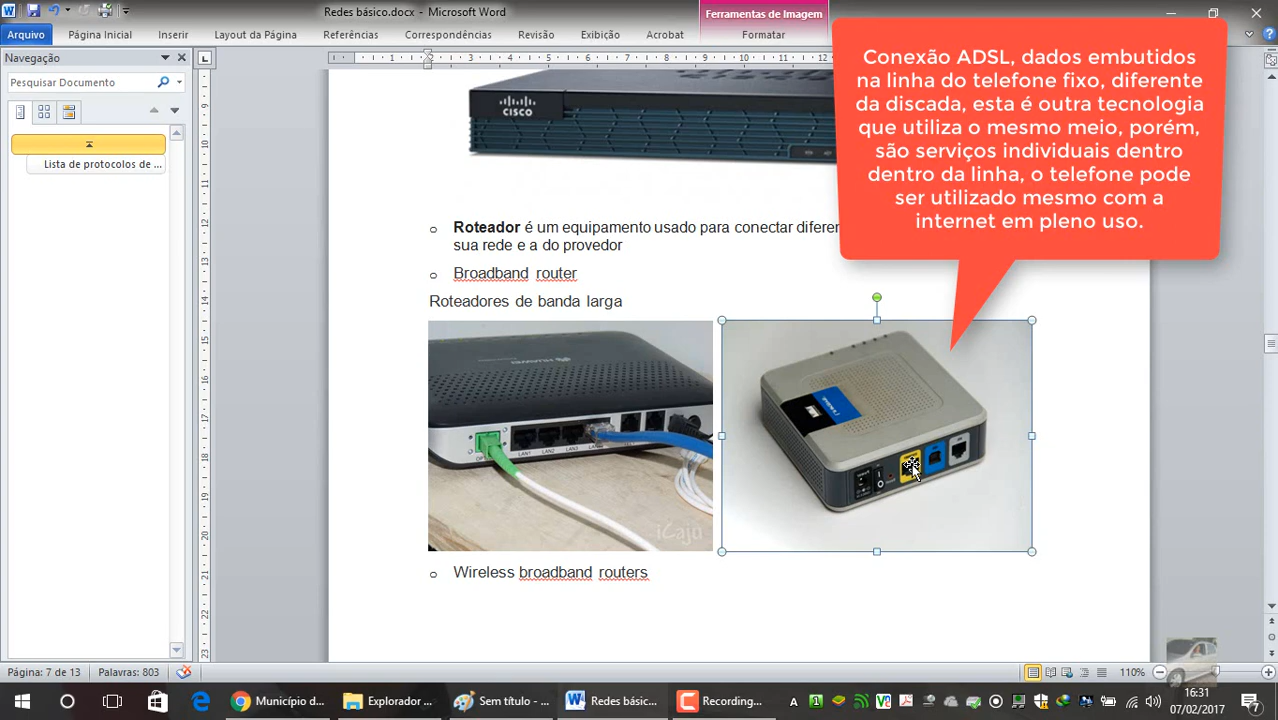 Redes básico.docx - Microsoft Word
Ferramentas de Imagem
Arquivo
Página Inicial
Inserir
Layout da Página
Referências
Correspondências
Revisão
Exibição
Acrobat
Formatar
Navegação
Pesquisar Documento
Lista de protocolos de ...
Conexão ADSL, dados embutidos
na linha do telefone fixo, diferente
da discada, esta é outra tecnologia
que utiliza o mesmo meio, porém,
são serviços individuais dentro
dentro da linha, o telefone pode
ser utilizado mesmo com a
internet em pleno uso.
CISCO
Roteador é um equipamento usado para conectar diferen
sua rede e a do provedor
Broadband router
Roteadores de banda larga
HUAWEI
LAN1
LAN2
LAN3
iCaju
Wireless broadband routers
Página: 7 de 13
Palavras: 803
110%
Município d...
Explorador ...
Sem título - ...
Redes básic...
Recording...
16:31
07/02/2017